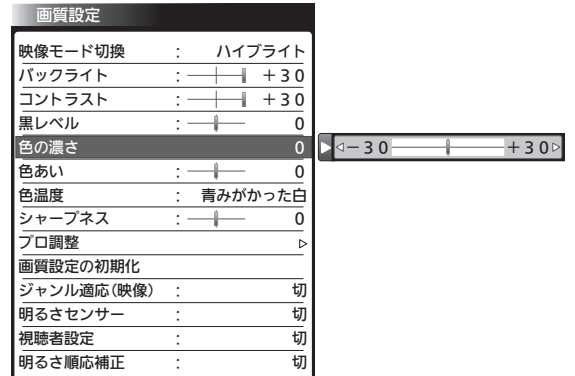 画質設定
映像モード切換 : ハイブライト
バックライト : +30
コントラスト : +30
黒レベル : 0
色の濃さ 0 -30 +30
色あい : 0
色温度 : 青みがかった白
シャープネス : 0
プロ調整
画質設定の初期化
ジャンル適応(映像) : 切
明るさセンサー : 切
視聴者設定 : 切
明るさ順応補正 : 切